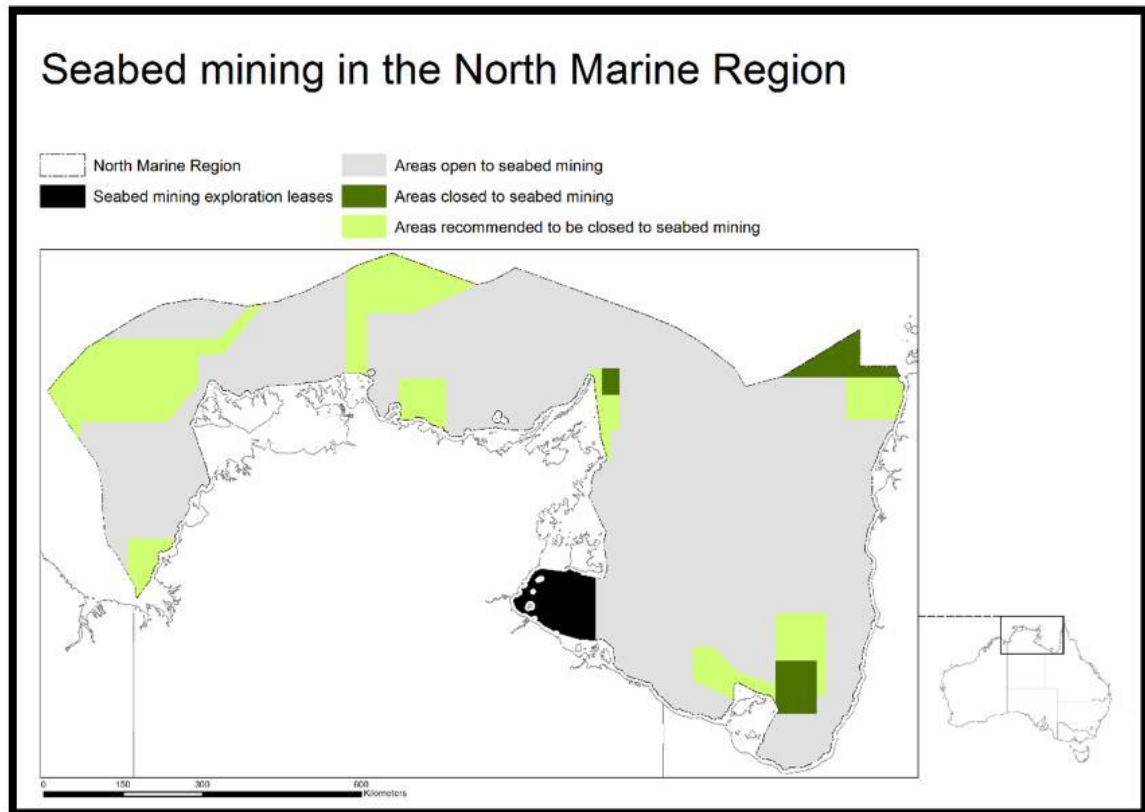 Seabed mining in the North Marine Region
North Marine Region
Areas open to seabed mining
Seabed mining exploration leases
Areas closed to seabed mining
Areas recommended to be closed to seabed mining
0 150 300 600
Kilometers